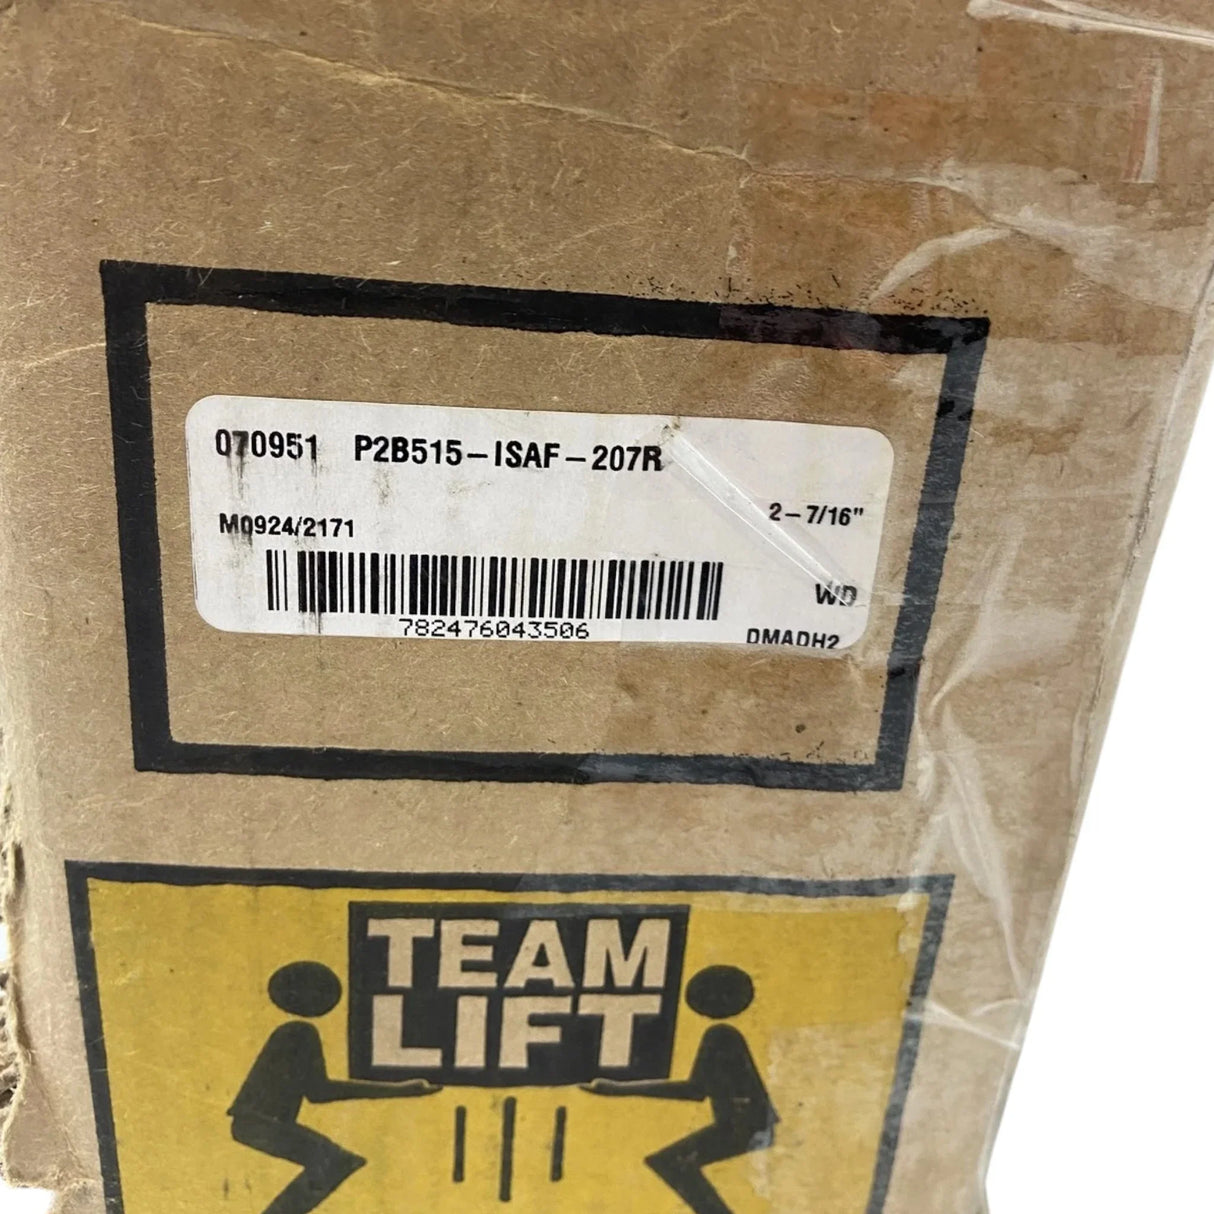 070951 P2B515-ISAF-207R
2-7/16"
M0924/2171
WD
782476043506
DMADH2
TEAM
LIFT